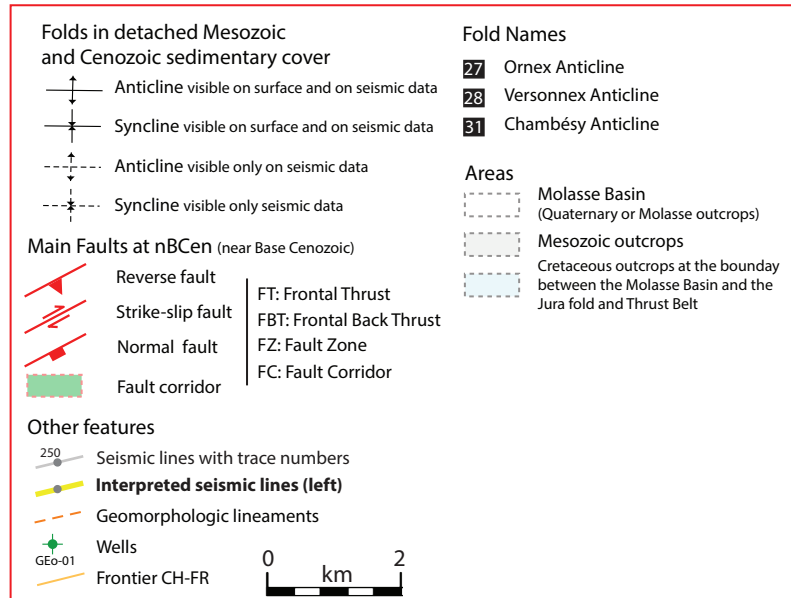 Folds in detached Mesozoic
and Cenozoic sedimentary cover
Anticline visible on surface and on seismic data
Syncline visible on surface and on seismic data
Anticline visible only on seismic data
Syncline visible only seismic data
Main Faults at nBCen (near Base Cenozoic)
Reverse fault
Strike-slip fault
Normal fault
Fault corridor
FT: Frontal Thrust
FBT: Frontal Back Thrust
FZ: Fault Zone
FC: Fault Corridor
Other features
250
Seismic lines with trace numbers
Interpreted seismic lines (left)
Geomorphologic lineaments
Wells
GEo-01
Frontier CH-FR
0 2
km
Fold Names
27 Ornex Anticline
28 Versonnex Anticline
31 Chambésy Anticline
Areas
Molasse Basin
(Quaternary or Molasse outcrops)
Mesozoic outcrops
Cretaceous outcrops at the bounday
between the Molasse Basin and the
Jura fold and Thrust Belt